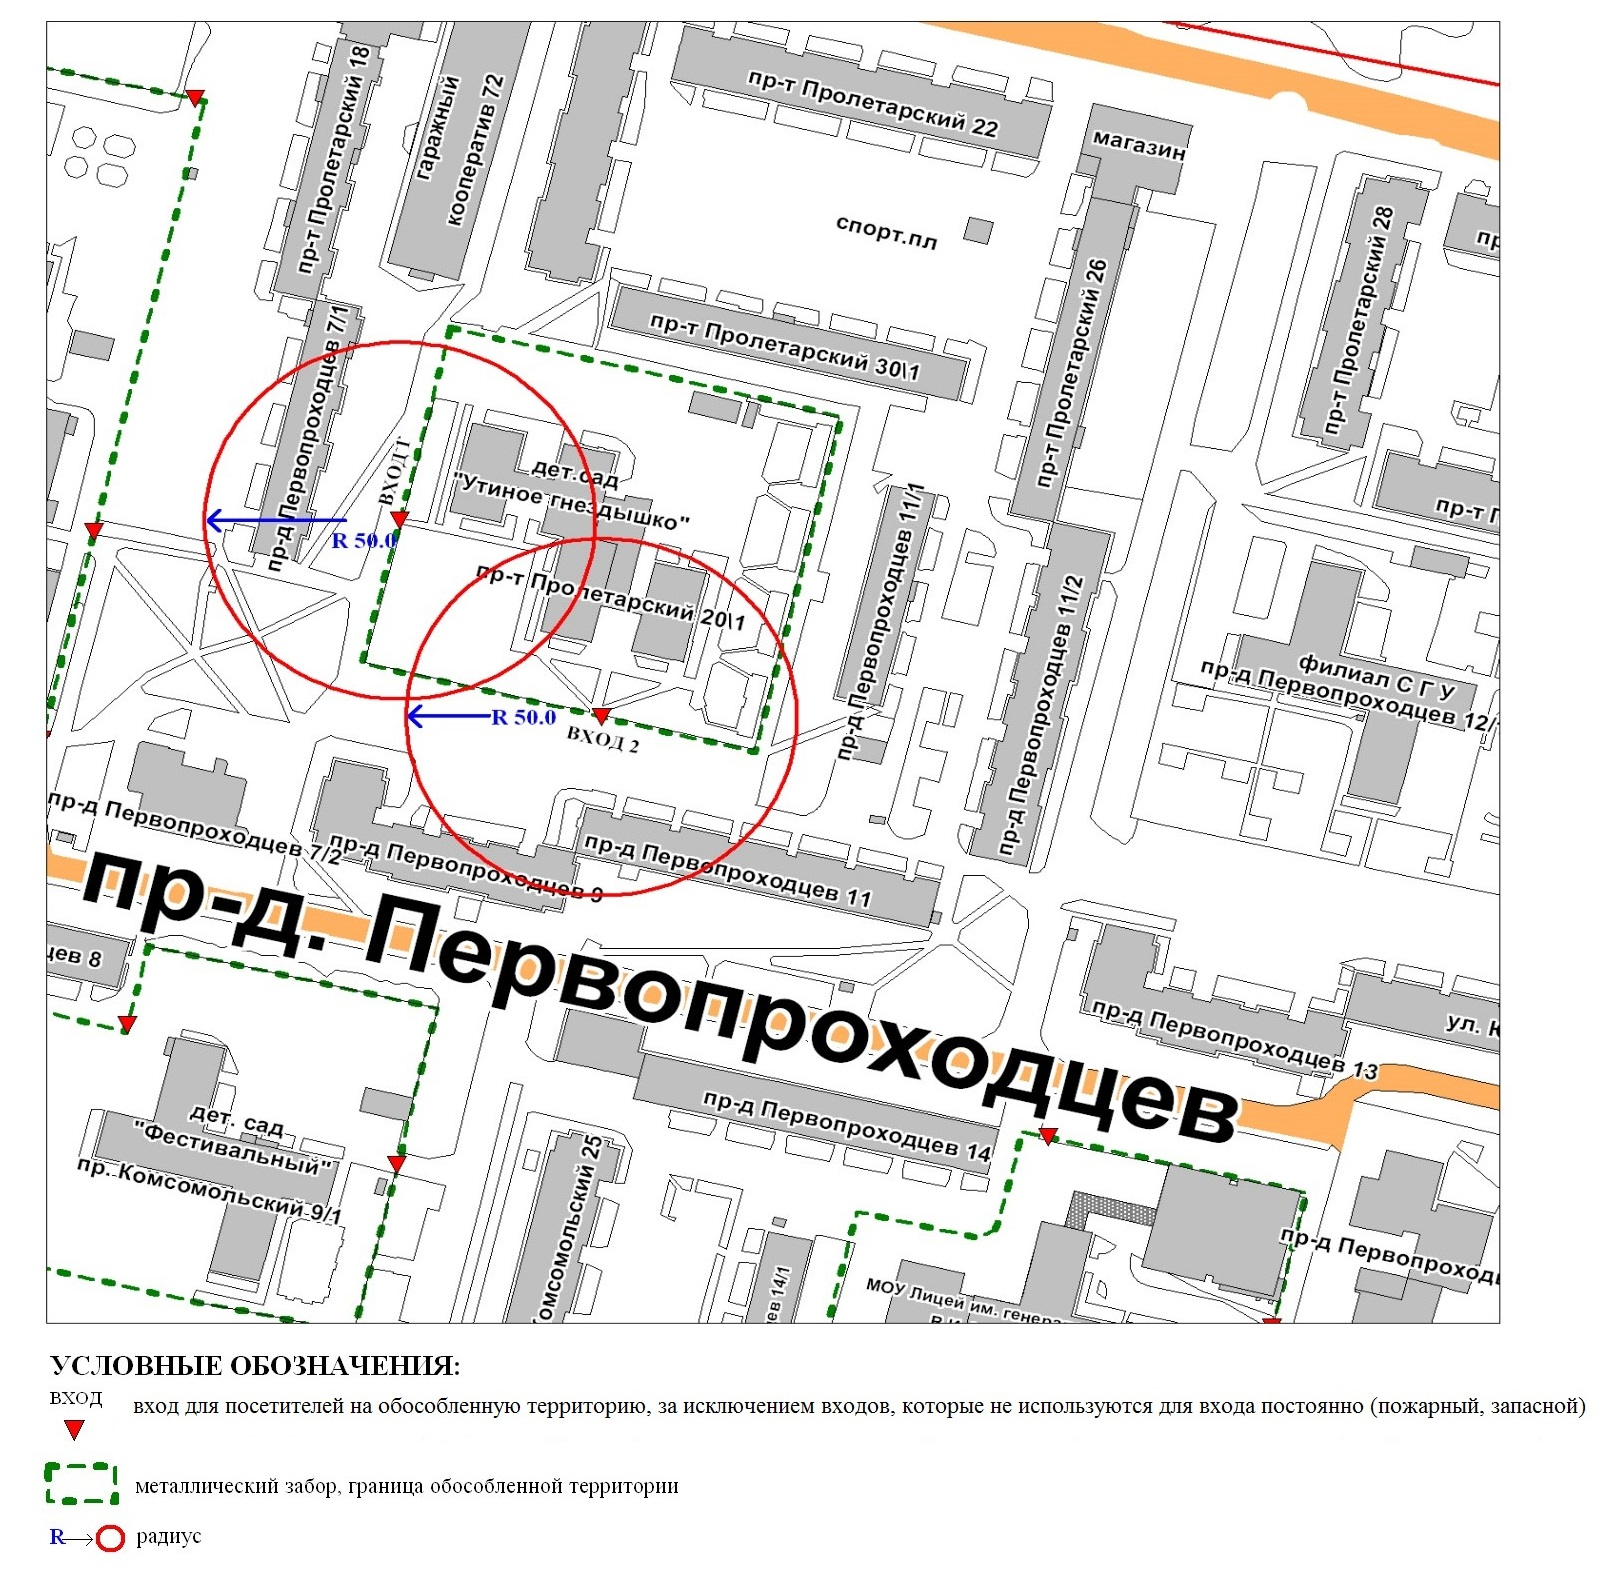 пр-т Пролетарский 18
гаражный
кооператив 72
пр-т Пролетарский 22
магазин
спорт.пл
пр-т Пролетарский 28
пр-т Пролетарский 26
пр-д Первопроходцев 7/1
пр-т Пролетарский 30\1
ВХОД 1
R 50.0
дет.сад
"Утиное гнездышко"
пр-т Пролетарский 20\1
пр-т
пр-д Первопроходцев 11/1
пр-д Первопроходцев 11/2
филиал С Г У
пр-д Первопроходцев 12/
R 50.0
ВХОД 2
пр-д Первопроходцев 7/2
пр-д Первопроходцев 9
пр-д Первопроходцев 11
пр-д. Первопроходцев
цев 8
пр-д Первопроходцев 13
ул. К
пр-д Первопроходцев 14
дет. сад
"Фестивальный"
пр..Комсомольский 9/1
омсомольский 25
цев 14/1
МОУ Лицей им. генера
пр-д Первопроходц
УСЛОВНЫЕ ОБОЗНАЧЕНИЯ:
ВХОД
вход для посетителей на обособленную территорию, за исключением входов, которые не используются для входа постоянно (пожарный, запасной)
металлический забор, граница обособленной территории
R
радиус